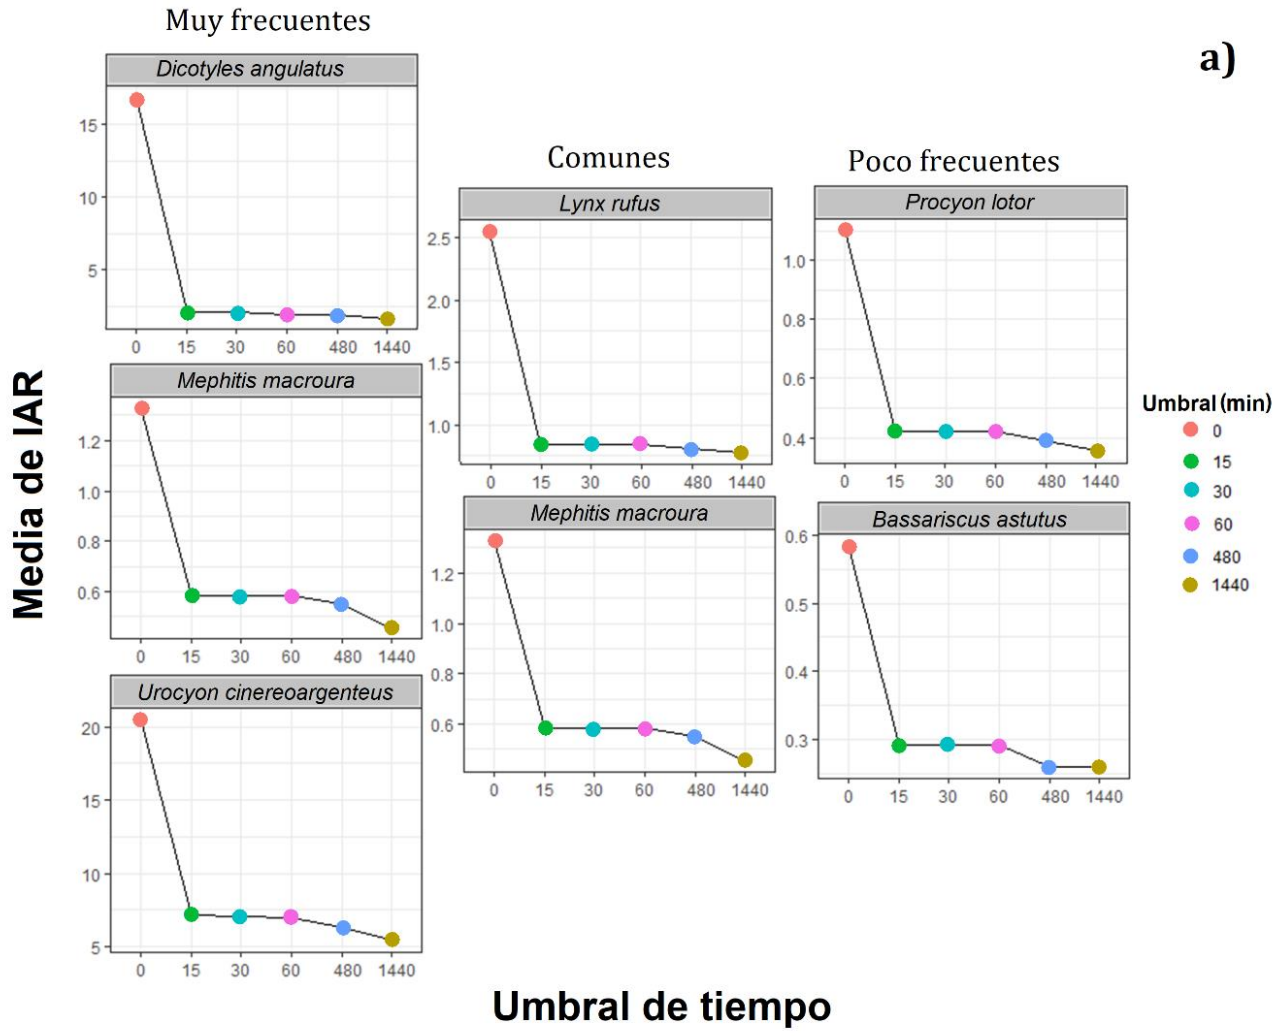 Muy frecuentes
a)
Dicotyles angulatus
15
10
5
0 15 30 60 480 1440
Mephitis macroura
1.2
1.0
0.8
0.6
0 15 30 60 480 1440
Urocyon cinereoargenteus
20
15
10
5
0 15 30 60 480 1440
Comunes
Lynx rufus
2.5
2.0
1.5
1.0
0 15 30 60 480 1440
Mephitis macroura
1.2
1.0
0.8
0.6
0 15 30 60 480 1440
Poco frecuentes
Procyon lotor
1.0
0.8
0.6
0.4
0 15 30 60 480 1440
Bassariscus astutus
0.6
0.5
0.4
0.3
0 15 30 60 480 1440
Umbral (min)
0
15
30
60
480
1440
Media de IAR
Umbral de tiempo